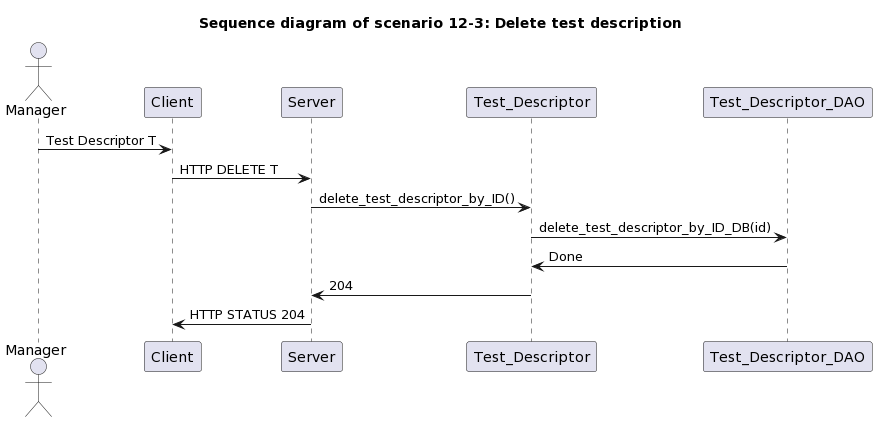 Sequence diagram of scenario 12-3: Delete test description
Manager
Client
Server
Test_Descriptor
Test_Descriptor_DAO
Test Descriptor T
HTTP DELETE T
delete_test_descriptor_by_ID()
delete_test_descriptor_by_ID_DB(id)
Done
204
HTTP STATUS 204
Manager
Client
Server
Test_Descriptor
Test_Descriptor_DAO